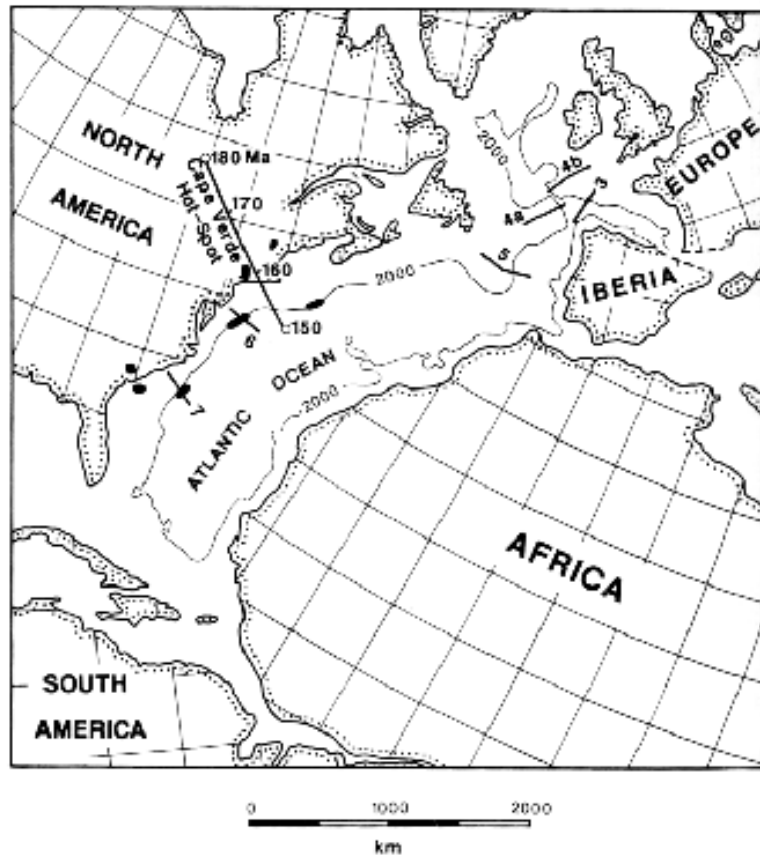 2000
4b
3
EUROPE
NORTH
AMERICA
180 Ma
Cape Verde
Hot-Spot
170
160
150
4a
5
2000
IBERIA
6
7
ATLANTIC OCEAN
2000
AFRICA
SOUTH
AMERICA
0 1000 2000
km